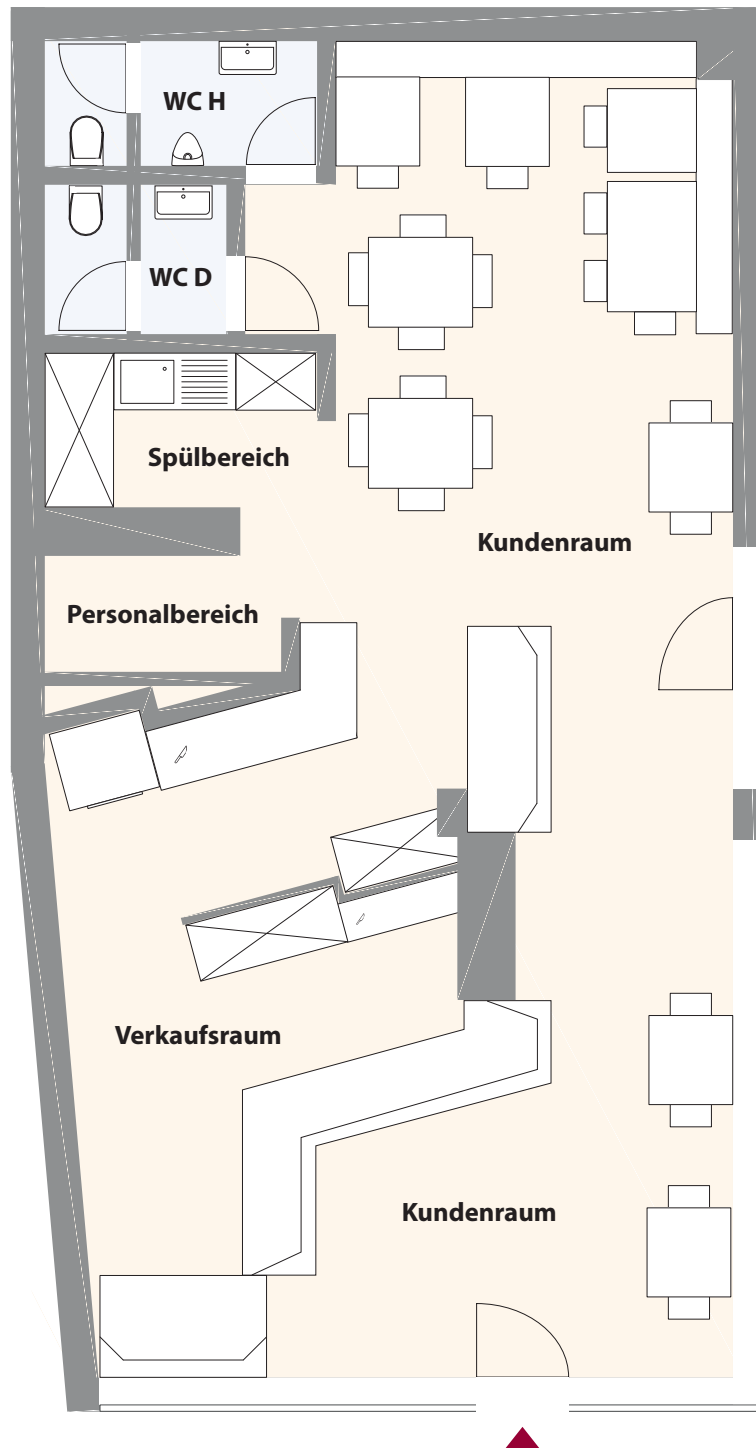 WC H
WC D
Spülbereich
Kundenraum
Personalbereich
Verkaufsraum
Kundenraum